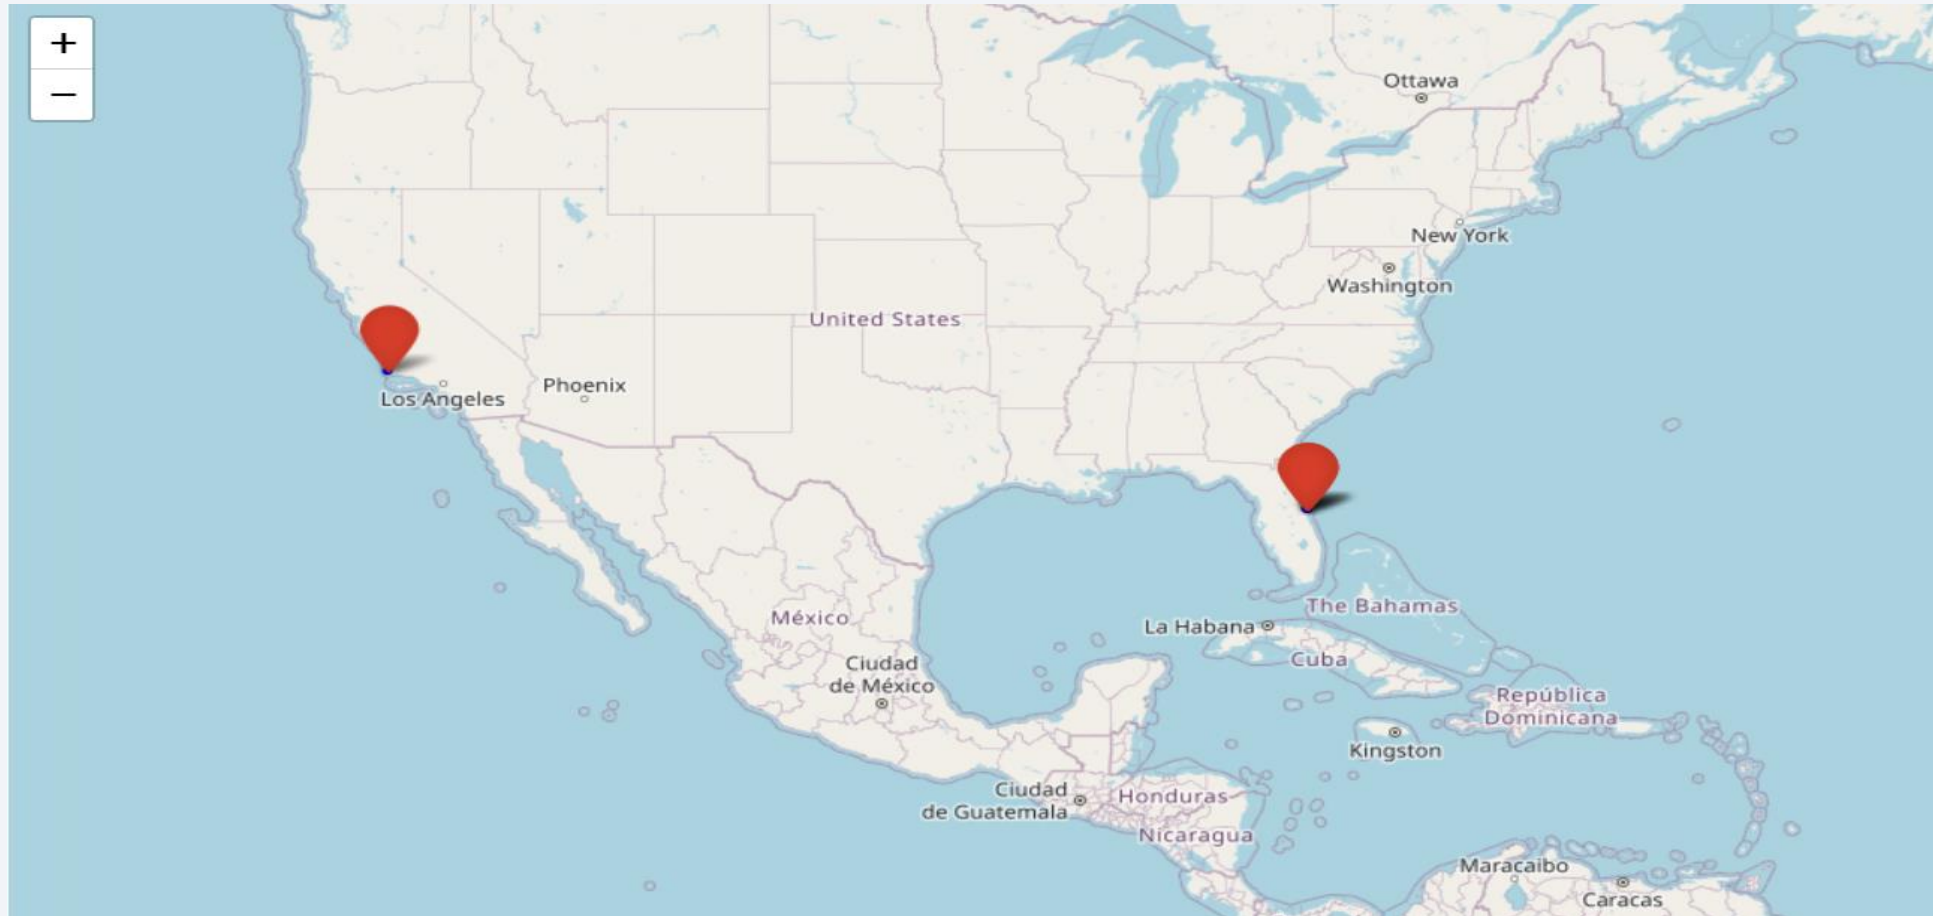 +
−
Ottawa
New York
Washington
United States
Phoenix
Los Angeles
México
The Bahamas
La Habana
Cuba
Ciudad
de México
República
Dominicana
Kingston
Ciudad
de Guatemala
Honduras
Nicaragua
Maracaibo
Caracas